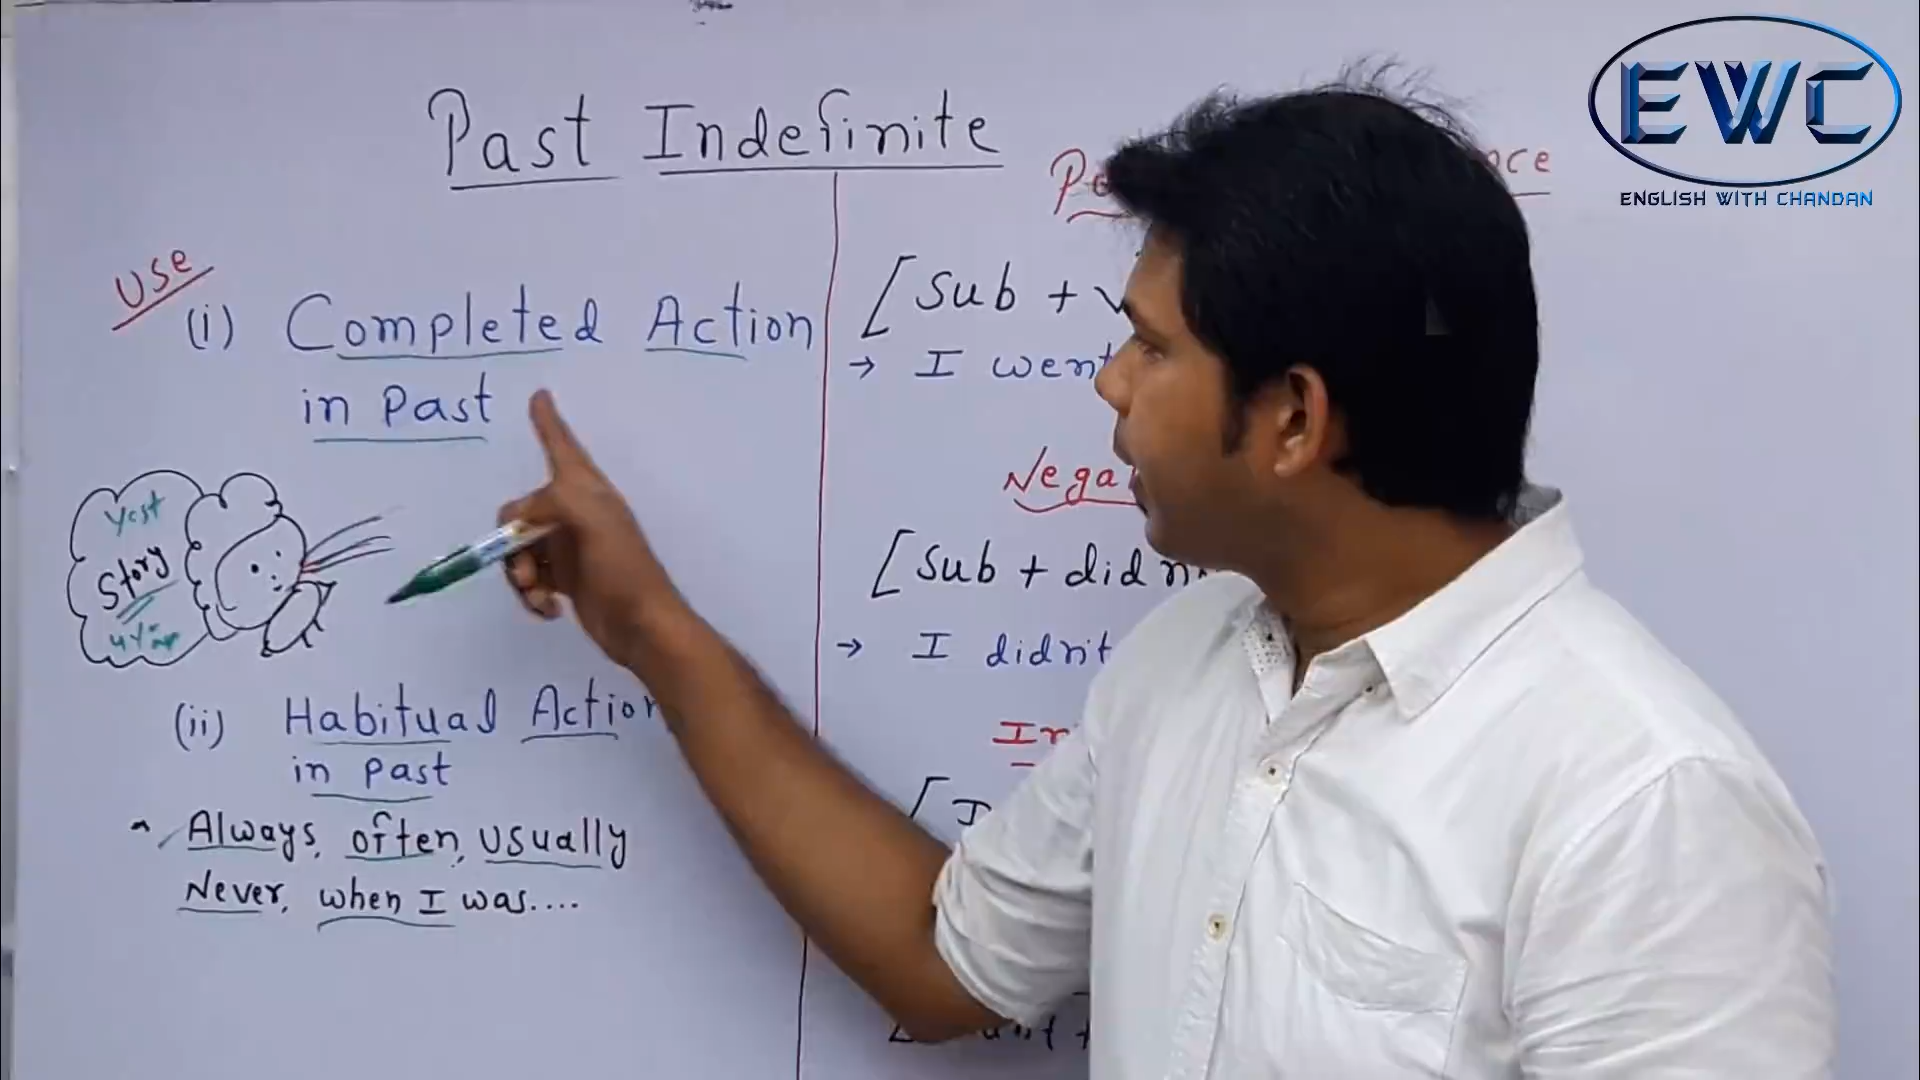 Past Indefinite
EWC
ENGLISH WITH CHANDAN
Use
(i) Completed Action
in Past
Yest
Story
(ii) Habitual Action
in past
Always, often, usually
Never, when I was....
[Sub +
→ I went
[Sub + did
→ I didn't